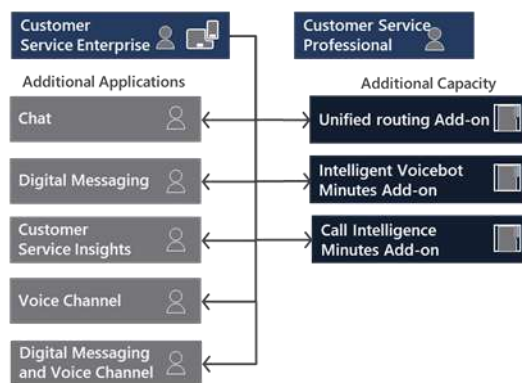 Customer
Service Enterprise
Customer Service
Professional
Additional Applications
Additional Capacity
Chat
Unified routing Add-on
Digital Messaging
Intelligent Voicebot
Minutes Add-on
Customer
Service Insights
Call Intelligence
Minutes Add-on
Voice Channel
Digital Messaging
and Voice Channel